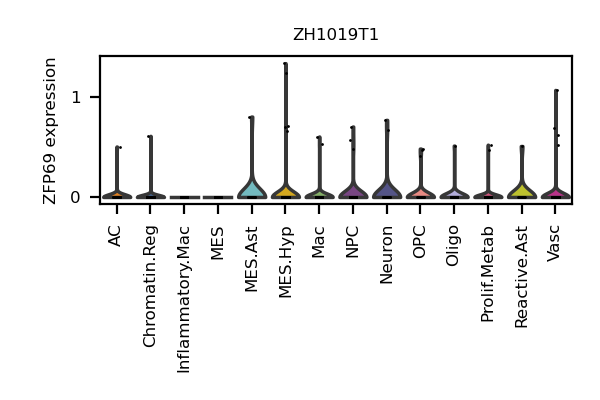 ZH1019T1
ZFP69 expression
1
0
AC
Chromatin.Reg
Inflammatory.Mac
MES
MES.Ast
MES.Hyp
Mac
NPC
Neuron
OPC
Oligo
Prolif.Metab
Reactive.Ast
Vasc